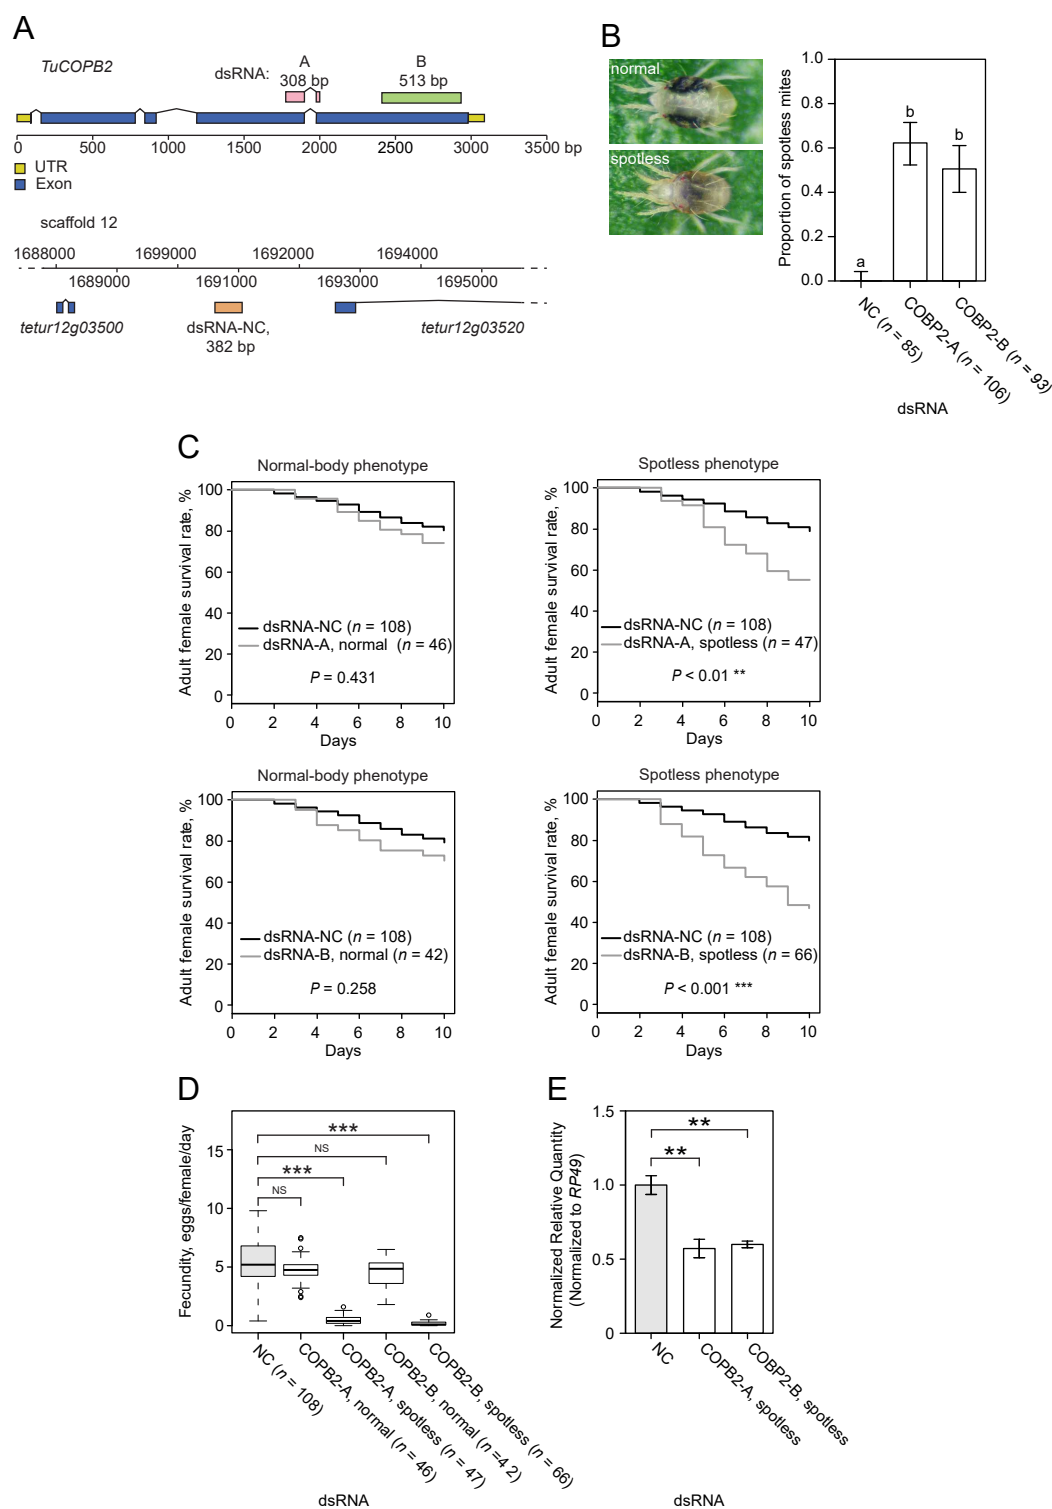 A
TuCOPB2
dsRNA:
A
308 bp
B
513 bp
0 500 1000 1500 2000 2500 3000 3500 bp
UTR
Exon
scaffold 12
1688000 1699000 1692000 1694000
1689000 1691000 1693000 1695000
tetur12g03500
dsRNA-NC,
382 bp
tetur12g03520
B
normal
spotless
Proportion of spotless mites
1.0
0.8
0.6
0.4
0.2
0.0
a
b
b
NC (n = 85)
COBP2-A (n = 106)
COBP2-B (n = 93)
dsRNA
C
Normal-body phenotype
Adult female survival rate, %
100
80
60
40
20
0
dsRNA-NC (n = 108)
dsRNA-A, normal (n = 46)
P = 0.431
0 2 4 6 8 10
Days
Spotless phenotype
Adult female survival rate, %
100
80
60
40
20
0
dsRNA-NC (n = 108)
dsRNA-A, spotless (n = 47)
P < 0.01 **
0 2 4 6 8 10
Days
Normal-body phenotype
Adult female survival rate, %
100
80
60
40
20
0
dsRNA-NC (n = 108)
dsRNA-B, normal (n = 42)
P = 0.258
0 2 4 6 8 10
Days
Spotless phenotype
Adult female survival rate, %
100
80
60
40
20
0
dsRNA-NC (n = 108)
dsRNA-B, spotless (n = 66)
P < 0.001 ***
0 2 4 6 8 10
Days
D
Fecundity, eggs/female/day
15
10
5
0
***
NS
***
NS
NC (n = 108)
COPB2-A, normal (n = 46)
COPB2-A, spotless (n = 47)
COPB2-B, normal (n =4 2)
COPB2-B, spotless (n = 66)
dsRNA
E
Normalized Relative Quantity
(Normalized to RP49)
1.5
1.0
0.5
0
**
**
NC
COPB2-A, spotless
COBP2-B, spotless
dsRNA